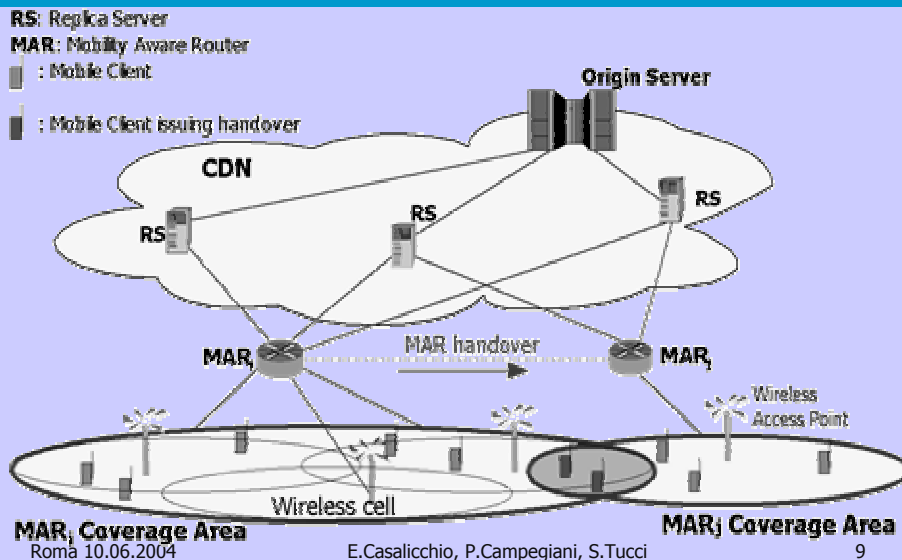 RS: Replica Server
MAR: Mobility Aware Router
: Mobile Client
: Mobile Client issuing handover
Origin Server
CDN
RS
RS
RS
MARi
MAR handover
MARj
Wireless
Access Point
Wireless cell
MARi Coverage Area
MARj Coverage Area
Roma 10.06.2004
E.Casalicchio, P.Campegiani, S.Tucci
9